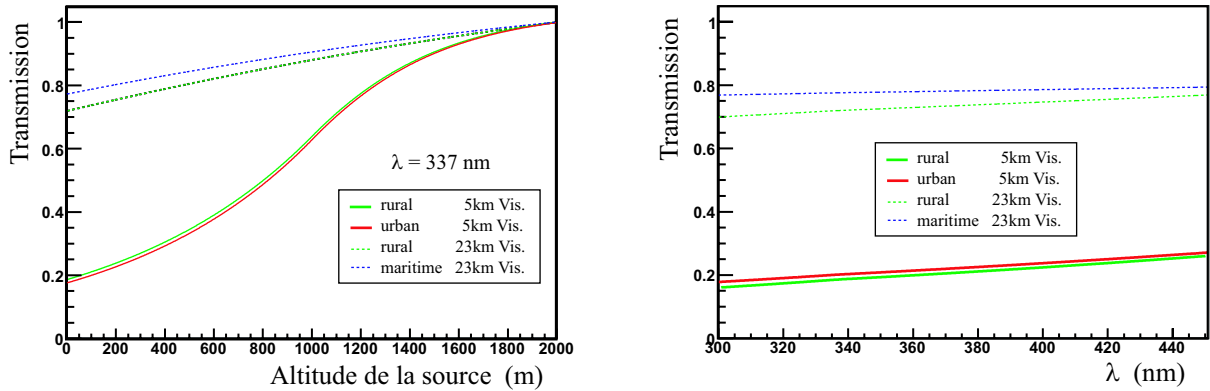 Transmission
1
0.8
0.6
0.4
0.2
0
λ = 337 nm
rural 5km Vis.
urban 5km Vis.
rural 23km Vis.
maritime 23km Vis.
0 200 400 600 800 1000 1200 1400 1600 1800 2000
Altitude de la source (m)
Transmission
1
0.8
0.6
0.4
0.2
0
rural 5km Vis.
urban 5km Vis.
rural 23km Vis.
maritime 23km Vis.
300 320 340 360 380 400 420 440
λ (nm)